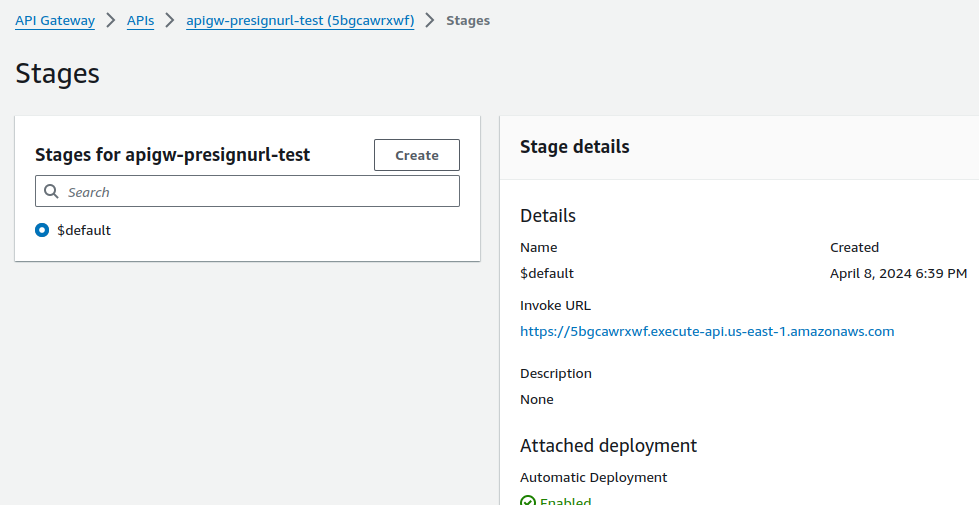 API Gateway > APIs > apigw-presignurl-test (5bgcawrxwf) > Stages
Stages
Stages for apigw-presignurl-test
Create
Search
$default
Stage details
Details
Name
Created
$default
April 8, 2024 6:39 PM
Invoke URL
https://5bgcawrxwf.execute-api.us-east-1.amazonaws.com
Description
None
Attached deployment
Automatic Deployment
Enabled